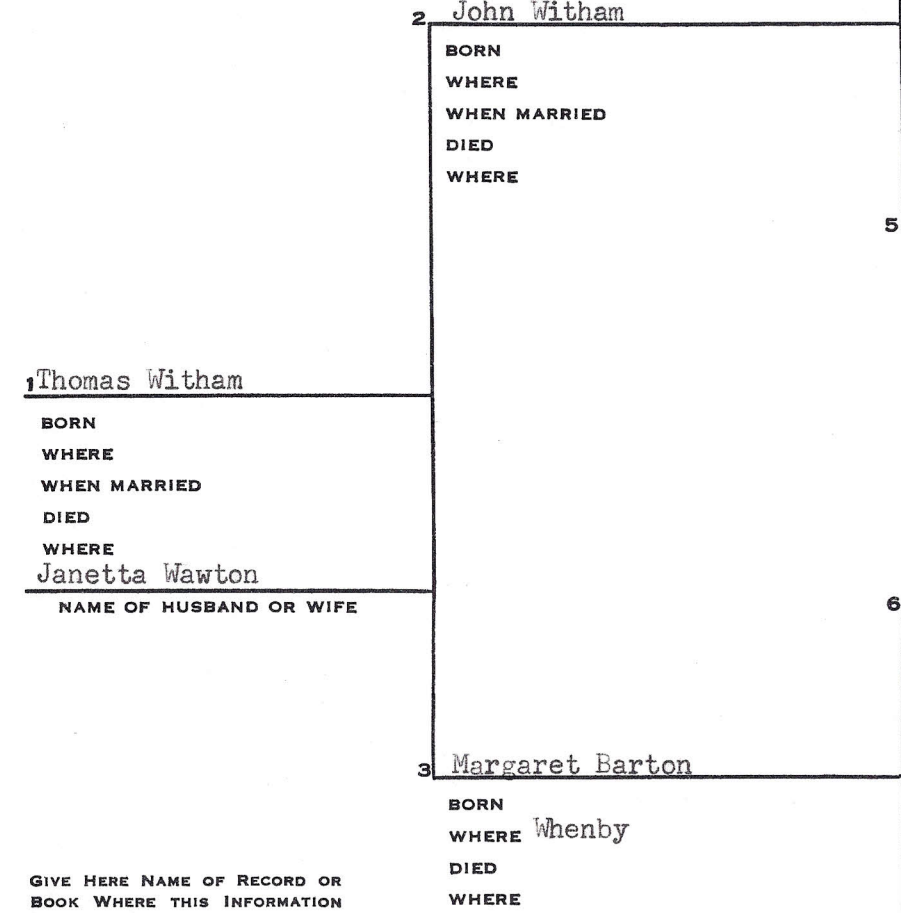 2 John Witham
BORN
WHERE
WHEN MARRIED
DIED
WHERE
5
1 Thomas Witham
BORN
WHERE
WHEN MARRIED
DIED
WHERE
Janetta Wawton
NAME OF HUSBAND OR WIFE
6
3 Margaret Barton
BORN
WHERE Whenby
DIED
WHERE
GIVE HERE NAME OF RECORD OR
BOOK WHERE THIS INFORMATION